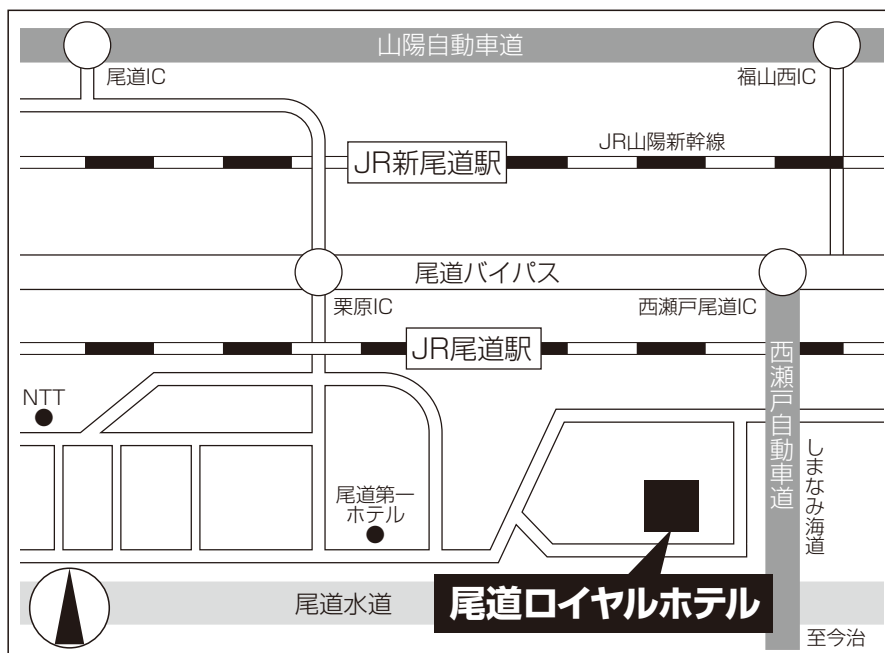 山陽自動車道
尾道IC
福山西IC
JR山陽新幹線
JR新尾道駅
尾道バイパス
栗原IC
西瀬戸尾道IC
JR尾道駅
西瀬戸自動車道
NTT
しまなみ海道
尾道第一
ホテル
尾道水道
尾道ロイヤルホテル
至今治